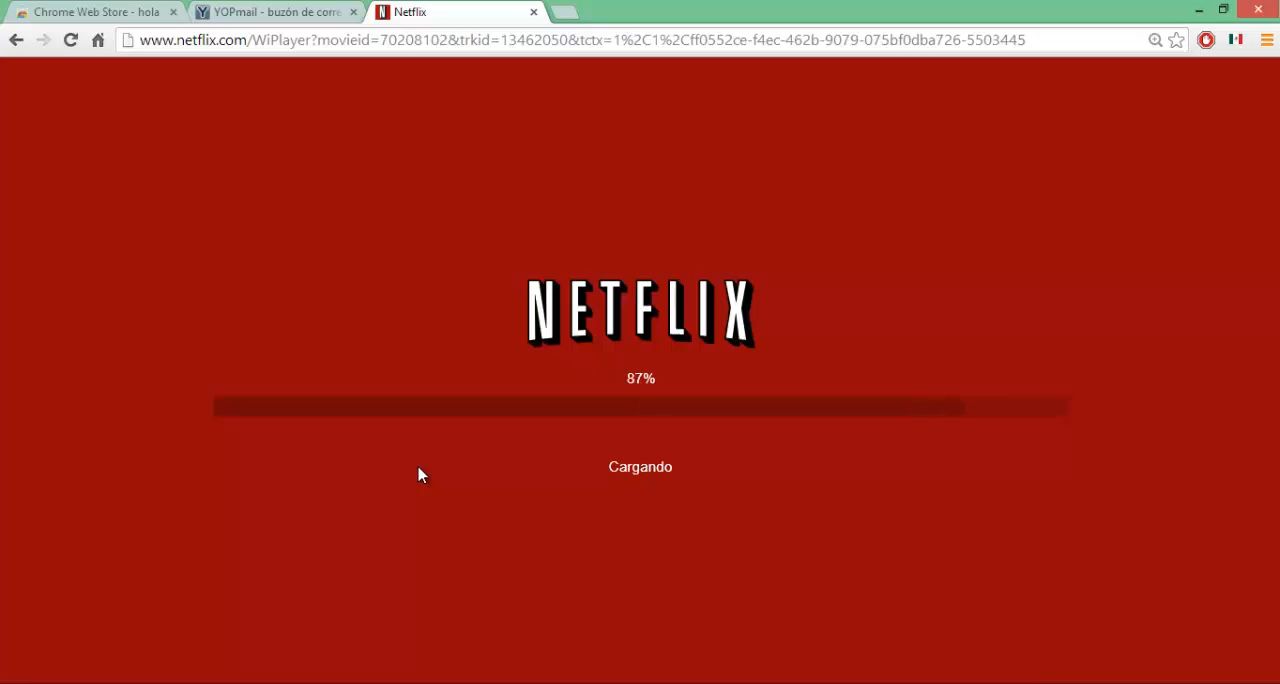 Chrome Web Store - hola
YOPmail - buzón de corre
Netflix
www.netflix.com/WiPlayer?movieid=70208102&trkid=13462050&tctx=1%2C1%2Cff0552ce-f4ec-462b-9079-075bf0dba726-5503445
NETFLIX
87%
Cargando